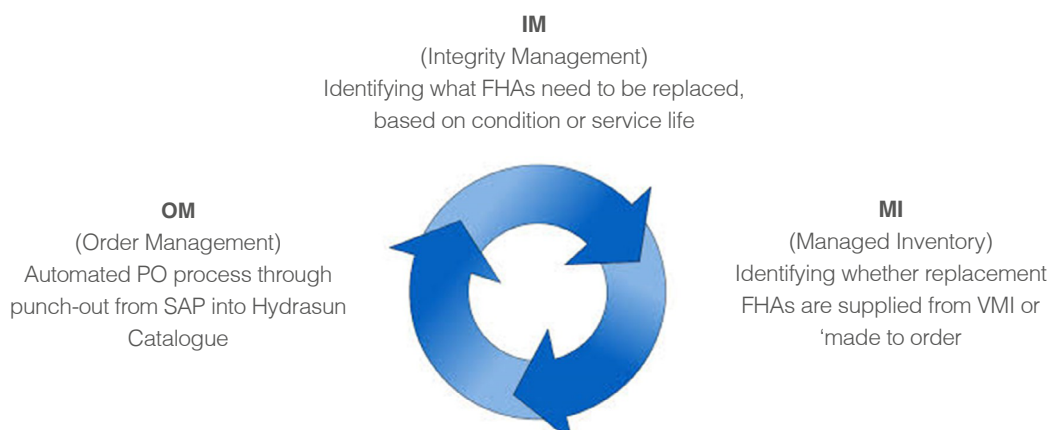 IM
(Integrity Management)
Identifying what FHAs need to be replaced,
based on condition or service life
OM
(Order Management)
Automated PO process through
punch-out from SAP into Hydrasun
Catalogue
MI
(Managed Inventory)
Identifying whether replacement
FHAs are supplied from VMI or
‘made to order